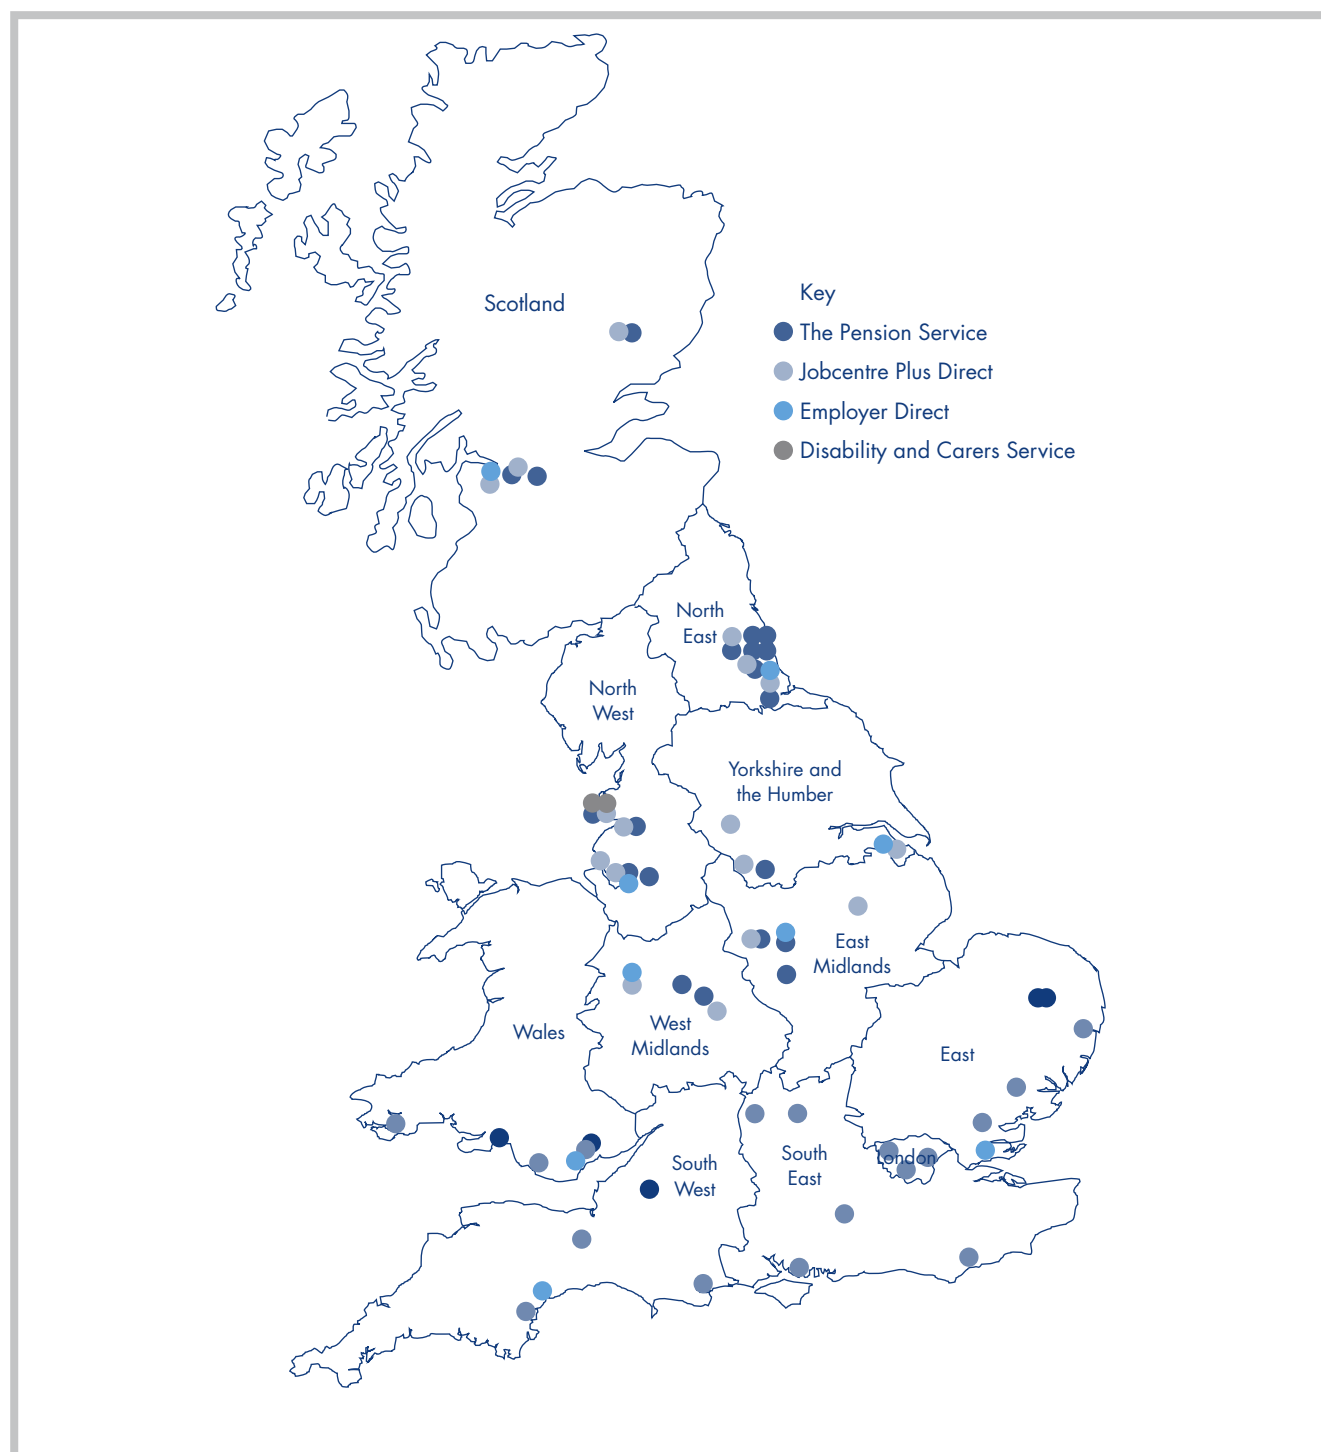 Scotland
Key
The Pension Service
Jobcentre Plus Direct
Employer Direct
Disability and Carers Service
North
East
North
West
Yorkshire and
the Humber
East
Midlands
West
Midlands
Wales
East
South
East
London
South
West